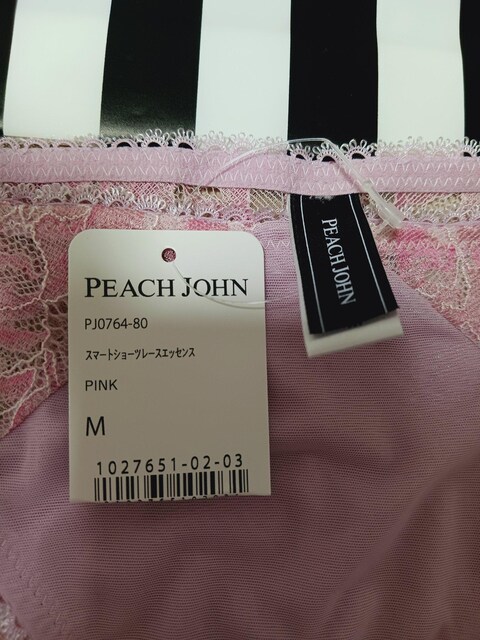 PEACH JOHN
PJ0764-80
スマートショーツレースエッセンス
PINK
M
1027651-02-03
PEACH JOHN